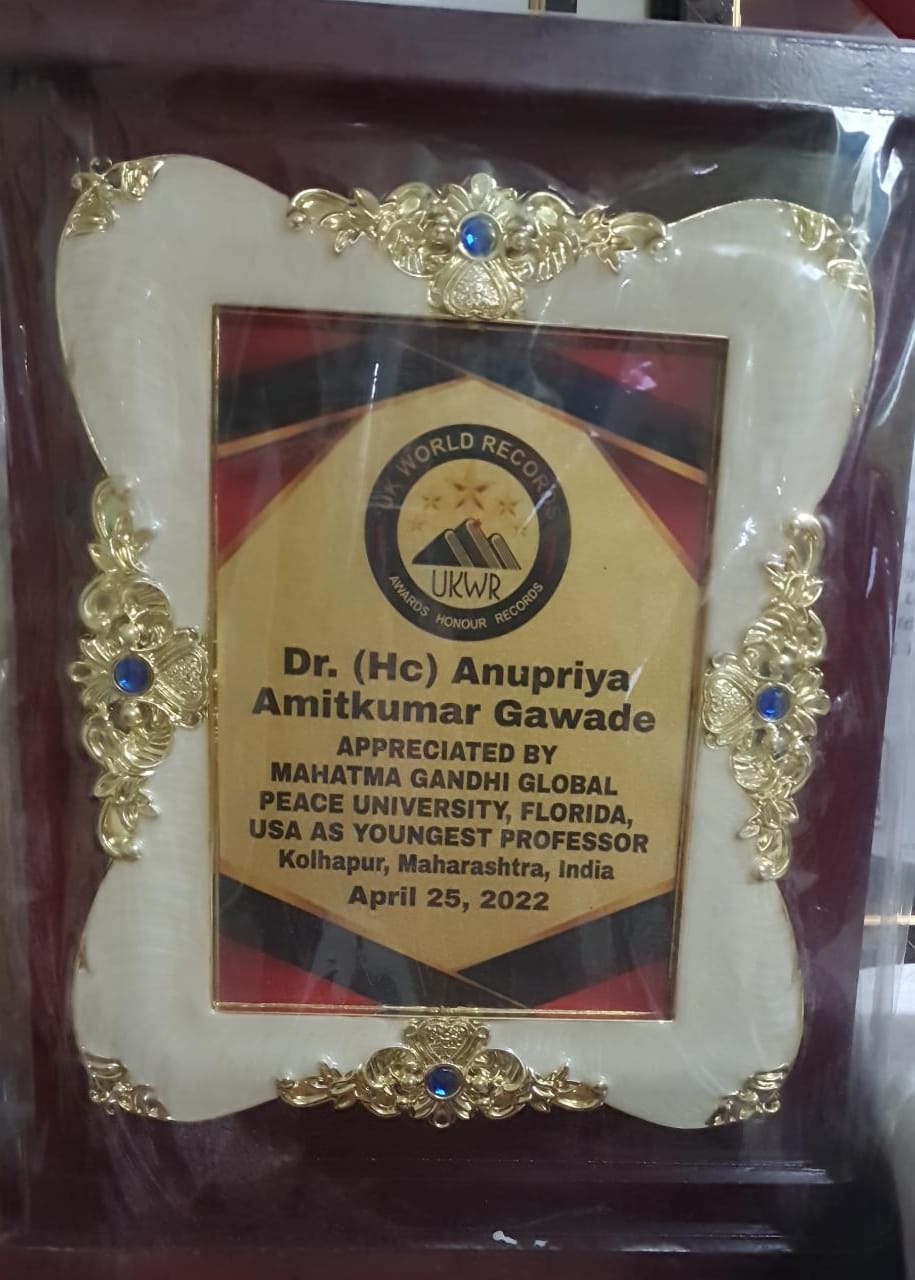 UK WORLD RECORDS
UKWR
AWARDS HONOUR RECORDS
Dr. (Hc) Anupriya
Amitkumar Gawade
APPRECIATED BY
MAHATMA GANDHI GLOBAL
PEACE UNIVERSITY, FLORIDA,
USA AS YOUNGEST PROFESSOR
Kolhapur, Maharashtra, India
April 25, 2022